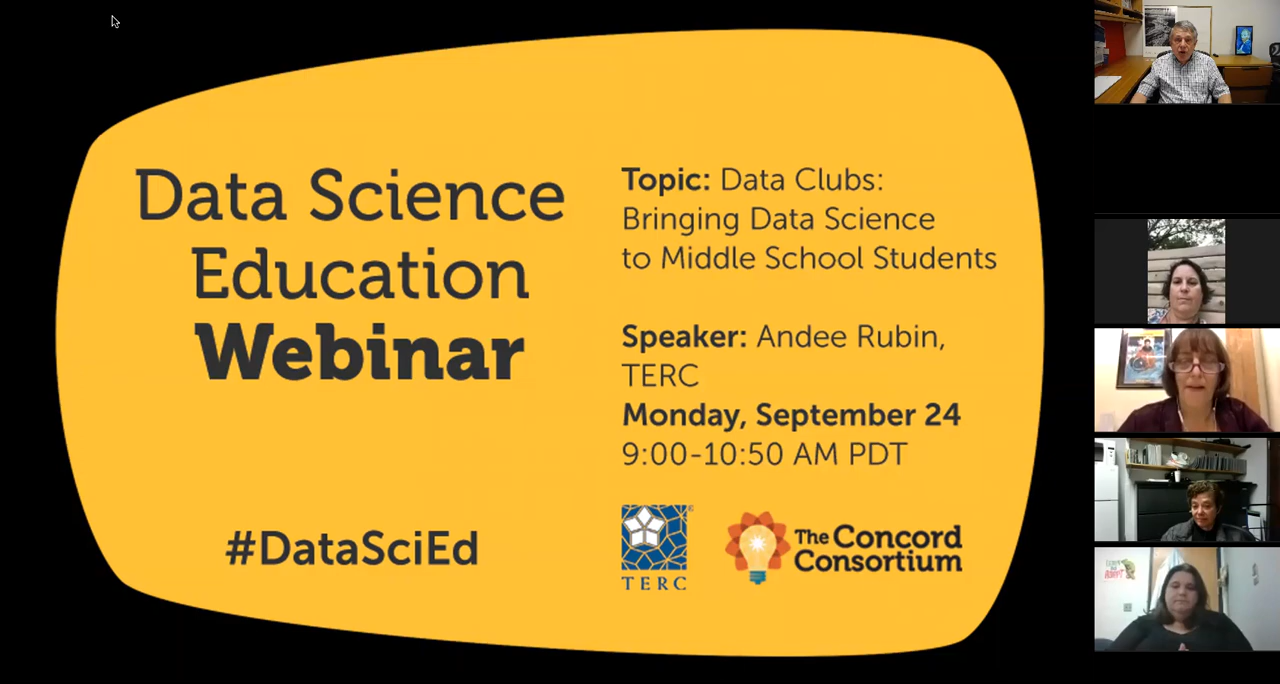 Data Science
Education
Webinar
#DataSciEd
Topic: Data Clubs:
Bringing Data Science
to Middle School Students
Speaker: Andee Rubin,
TERC
Monday, September 24
9:00-10:50 AM PDT
TERC
The Concord
Consortium